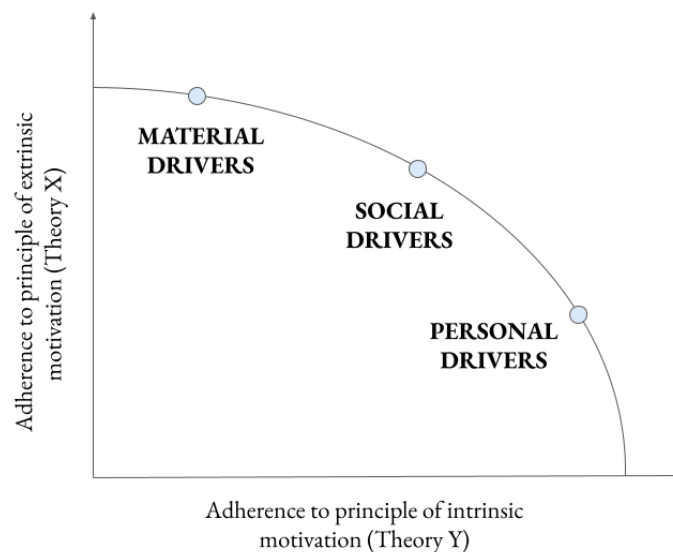 Adherence to principle of extrinsic
motivation (Theory X)
MATERIAL
DRIVERS
SOCIAL
DRIVERS
PERSONAL
DRIVERS
Adherence to principle of intrinsic
motivation (Theory Y)